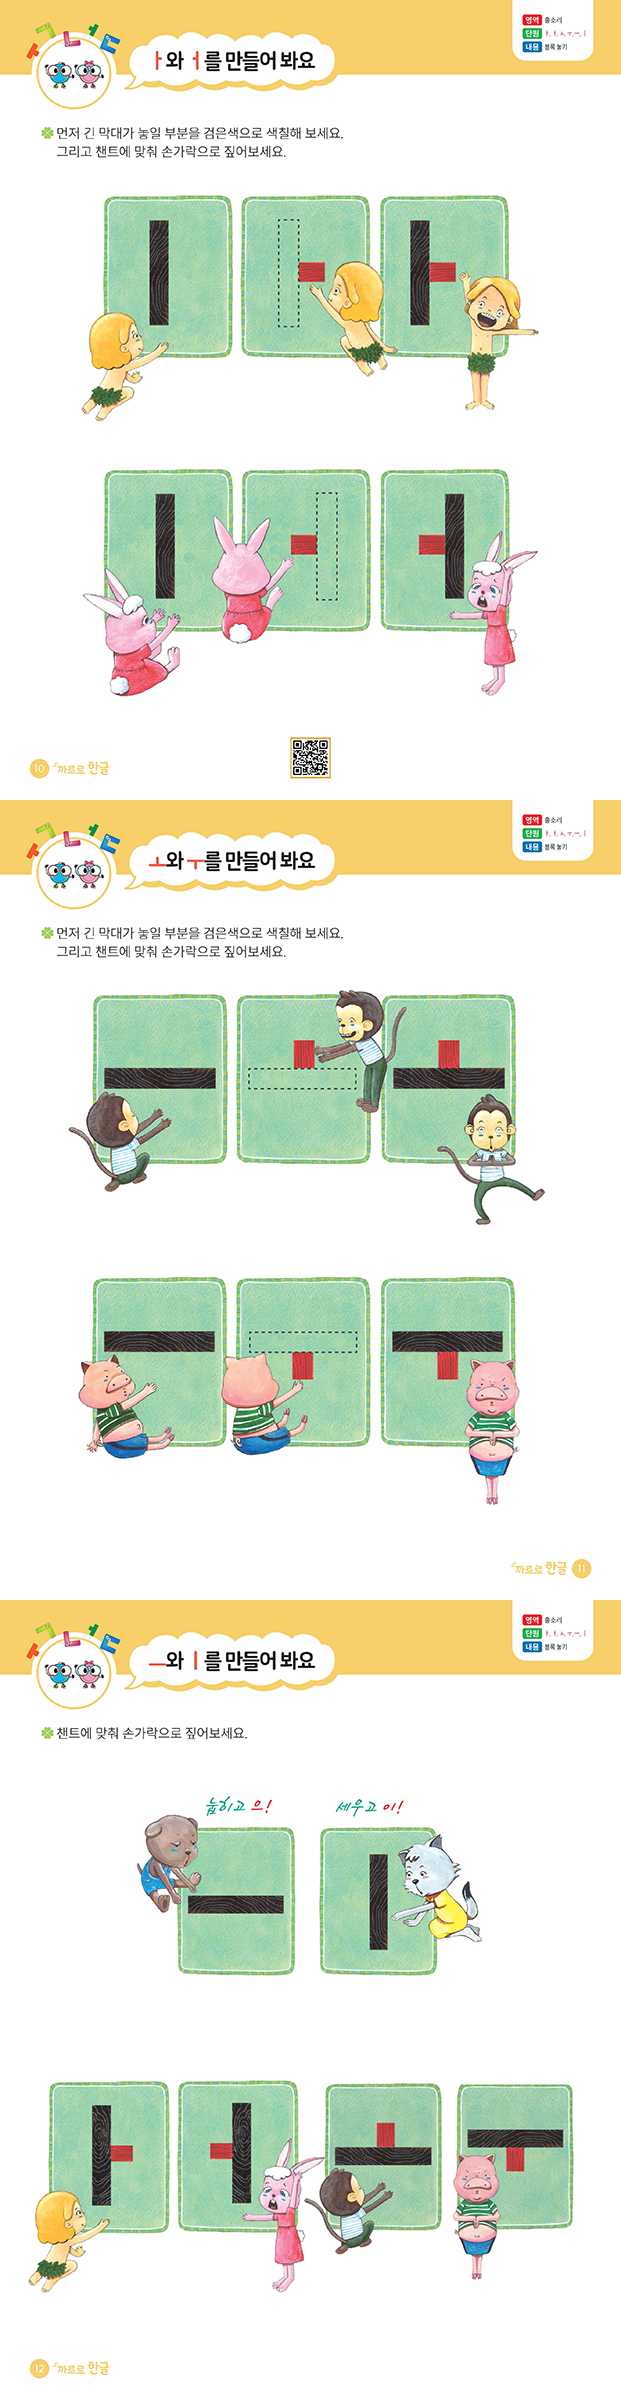 영역 홀소리
단원 ㅏ, ㅓ, ㅗ, ㅜ, ㅡ, ㅣ
내용 블록 놓기
ㅏ와 ㅓ를 만들어 봐요
먼저 긴 막대가 놓일 부분을 검은색으로 색칠해 보세요.
그리고 챈트에 맞춰 손가락으로 짚어보세요.
10 까르르 한글
영역 홀소리
단원 ㅏ, ㅓ, ㅗ, ㅜ, ㅡ, ㅣ
내용 블록 놓기
ㅗ와 ㅜ를 만들어 봐요
먼저 긴 막대가 놓일 부분을 검은색으로 색칠해 보세요.
그리고 챈트에 맞춰 손가락으로 짚어보세요.
까르르 한글 11
영역 홀소리
단원 ㅏ, ㅓ, ㅗ, ㅜ, ㅡ, ㅣ
내용 블록 놓기
ㅡ와 ㅣ를 만들어 봐요
챈트에 맞춰 손가락으로 짚어보세요.
눕히고 으! 세우고 이!
12 까르르 한글